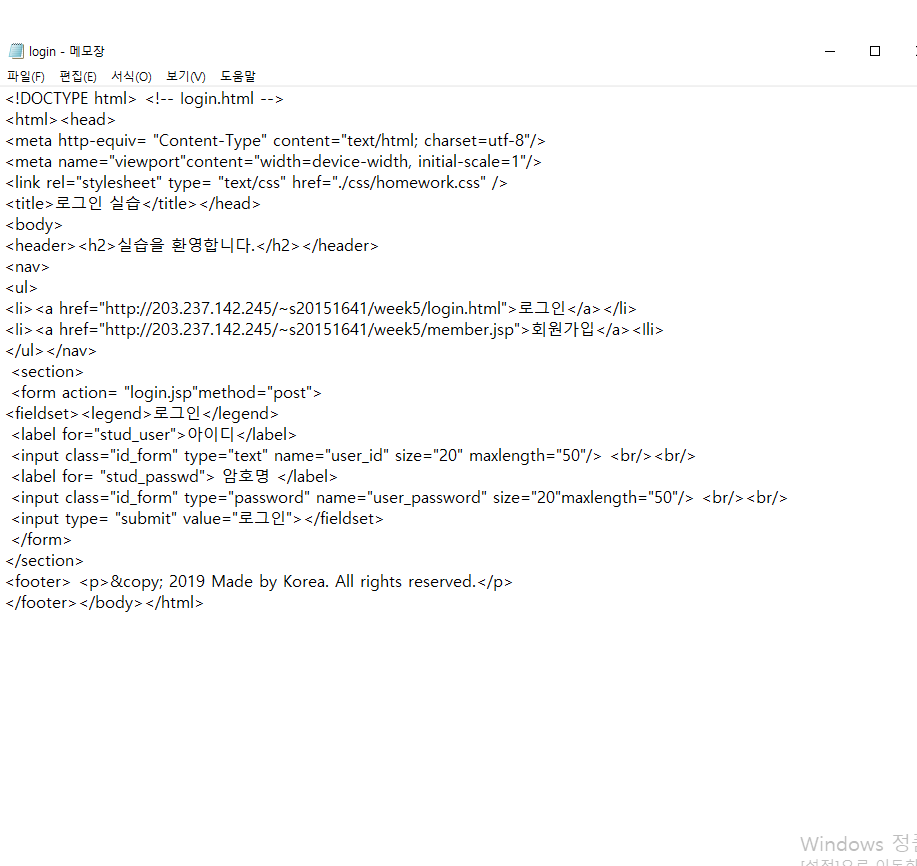 login - 메모장
파일(F) 편집(E) 서식(O) 보기(V) 도움말
<!DOCTYPE html> <!-- login.html -->
<html><head>
<meta http-equiv= "Content-Type" content="text/html; charset=utf-8"/>
<meta name="viewport"content="width=device-width, initial-scale=1"/>
<link rel="stylesheet" type= "text/css" href="./css/homework.css" />
<title>로그인 실습</title></head>
<body>
<header><h2>실습을 환영합니다.</h2></header>
<nav>
<ul>
<li><a href="http://203.237.142.245/~s20151641/week5/login.html">로그인</a></li>
<li><a href="http://203.237.142.245/~s20151641/week5/member.jsp">회원가입</a><lli>
</ul></nav>
<section>
<form action= "login.jsp"method="post">
<fieldset><legend>로그인</legend>
<label for="stud_user">아이디</label>
<input class="id_form" type="text" name="user_id" size="20" maxlength="50"/> <br/><br/>
<label for= "stud_passwd"> 암호명 </label>
<input class="id_form" type="password" name="user_password" size="20"maxlength="50"/> <br/><br/>
<input type= "submit" value="로그인"></fieldset>
</form>
</section>
<footer> <p>&copy; 2019 Made by Korea. All rights reserved.</p>
</footer></body></html>
Windows